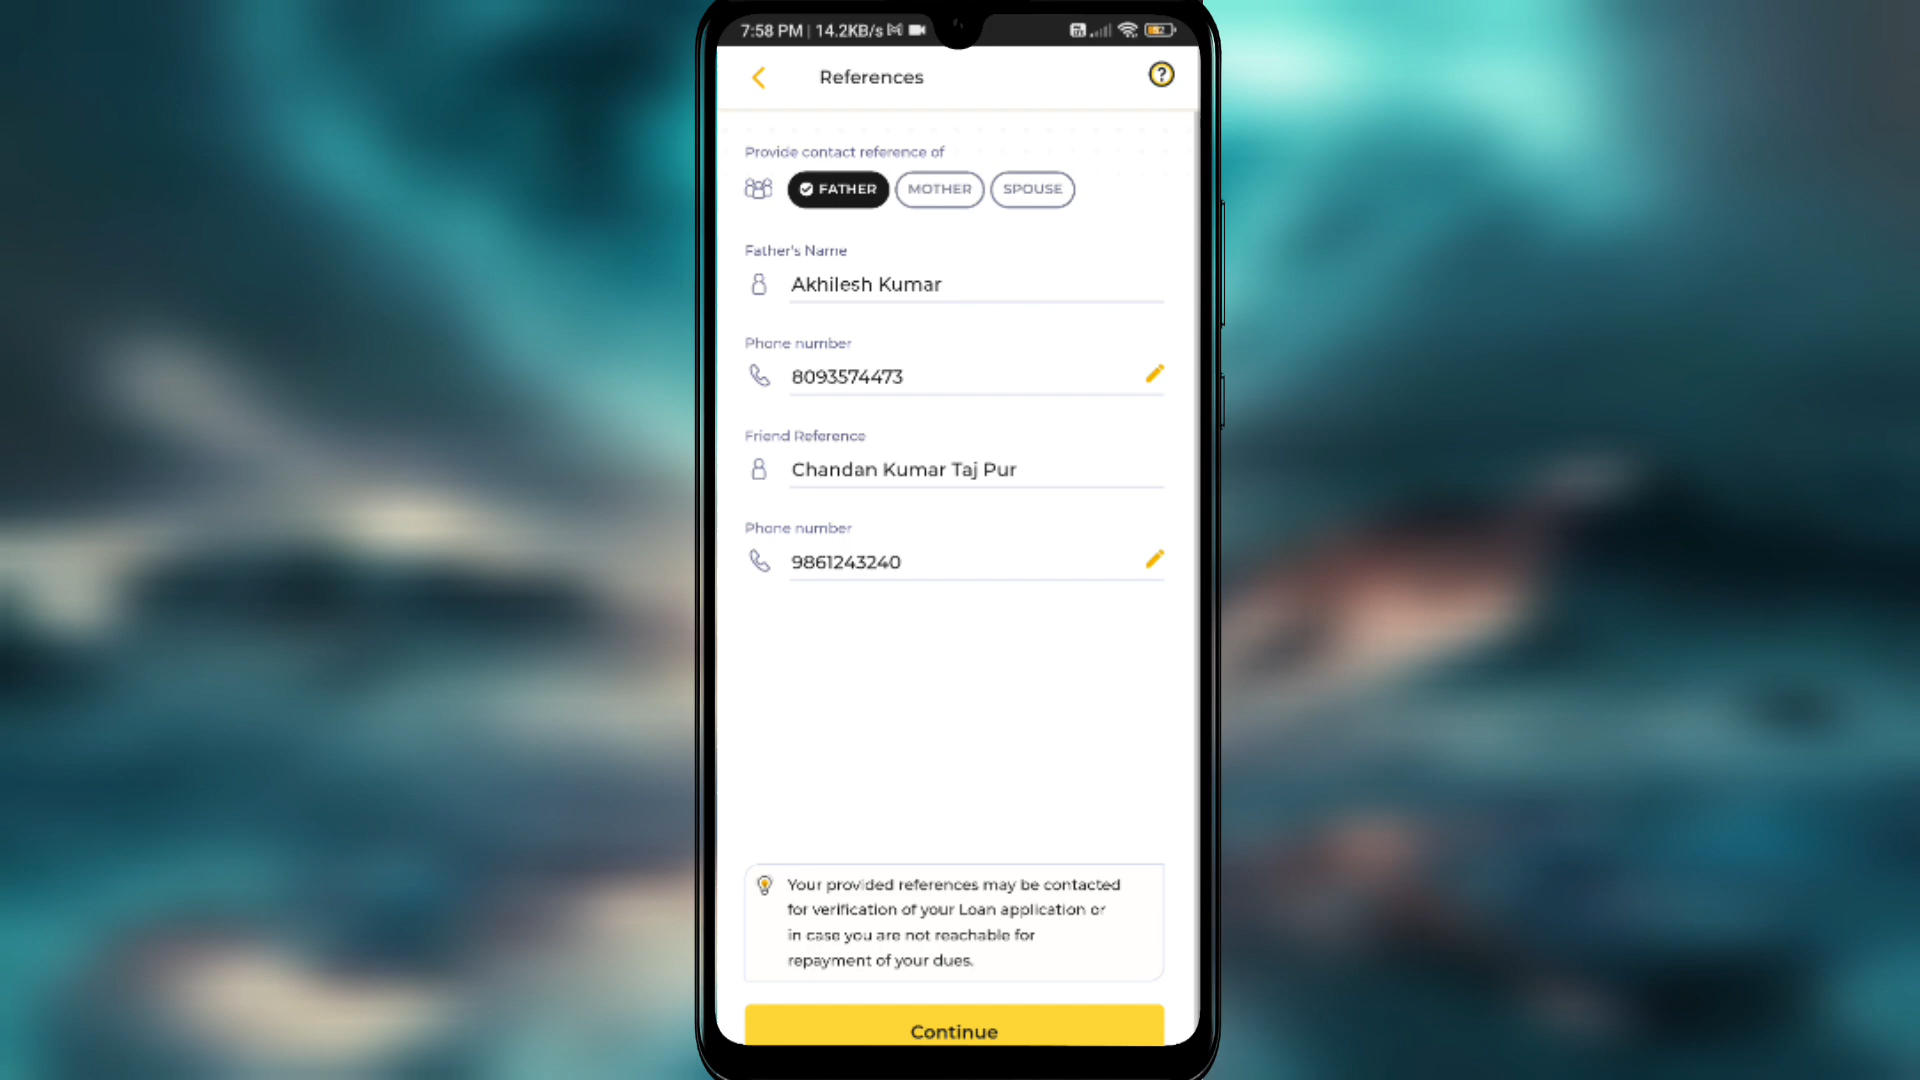 7:58 PM | 14.2KB/s
References
?
Provide contact reference of
FATHER MOTHER SPOUSE
Father's Name
Akhilesh Kumar
Phone number
8093574473
Friend Reference
Chandan Kumar Taj Pur
Phone number
9861243240
Your provided references may be contacted
for verification of your Loan application or
in case you are not reachable for
repayment of your dues.
Continue